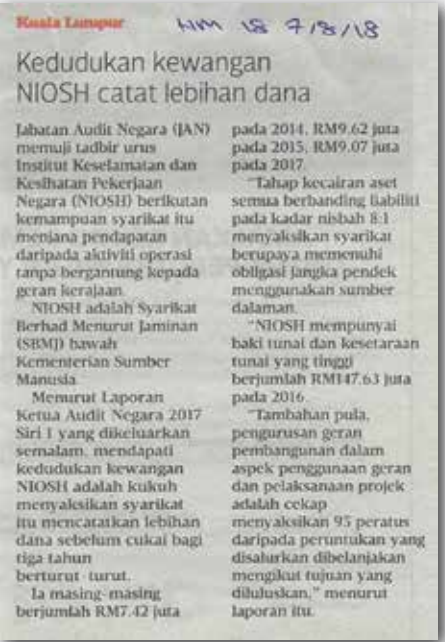 Kuala Lumpur
HM 18 7/8/18
Kedudukan kewangan
NIOSH catat lebihan dana
Jabatan Audit Negara (JAN)
memuji tadbir urus
Institut Keselamatan dan
Kesihatan Pekerjaan
Negara (NIOSH) berikutan
kemampuan syarikat itu
menjana pendapatan
daripada aktiviti operasi
tanpa bergantung kepada
geran kerajaan.
NIOSH adalah Syarikat
Berhad Menurut Jaminan
(SBMJ) bawah
Kementerian Sumber
Manusia.
Menurut Laporan
Ketua Audit Negara 2017
Siri 1 yang dikeluarkan
semalam, mendapati
kedudukan kewangan
NIOSH adalah kukuh
menyaksikan syarikat
itu mencatatkan lebihan
dana sebelum cukai bagi
tiga tahun
berturut-turut.
Ia masing-masing
berjumlah RM7.42 juta
pada 2014, RM9.62 juta
pada 2015, RM9.07 juta
pada 2017.
"Tahap kecairan aset
semua berbanding liabiliti
pada kadar nisbah 8:1
menyaksikan syarikat
berupaya memenuhi
obligasi jangka pendek
menggunakan sumber
dalaman.
"NIOSH mempunyai
baki tunai dan kesetaraan
tunai yang tinggi
berjumlah RM147.63 juta
pada 2016.
"Tambahan pula,
pengurusan geran
pembangunan dalam
aspek penggunaan geran
dan pelaksanaan projek
adalah cekap
menyaksikan 95 peratus
daripada peruntukan yang
disalurkan dibelanjakan
mengikut tujuan yang
diluluskan," menurut
laporan itu.